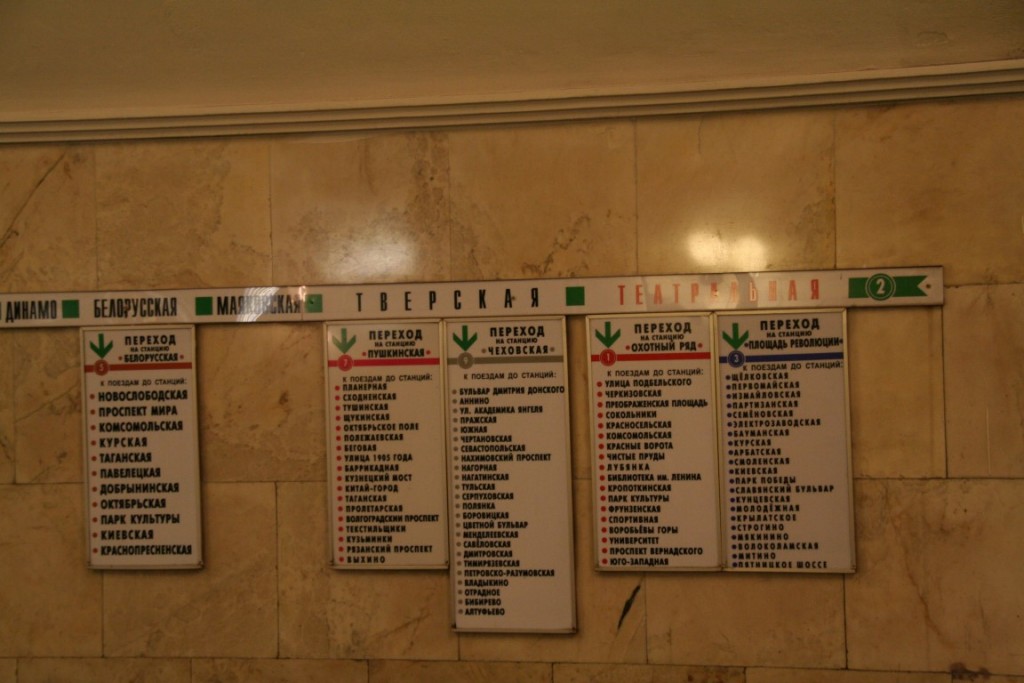 ДИНАМО БЕЛОРУССКАЯ МАЯКОВСКАЯ ТВЕРСКАЯ ТЕАТРАЛЬНАЯ 2
ПЕРЕХОД
НА СТАНЦИЮ
«БЕЛОРУССКАЯ»
5
К ПОЕЗДАМ ДО СТАНЦИЙ:
НОВОСЛОБОДСКАЯ
ПРОСПЕКТ МИРА
КОМСОМОЛЬСКАЯ
КУРСКАЯ
ТАГАНСКАЯ
ПАВЕЛЕЦКАЯ
ДОБРЫНИНСКАЯ
ОКТЯБРЬСКАЯ
ПАРК КУЛЬТУРЫ
КИЕВСКАЯ
КРАСНОПРЕСНЕНСКАЯ
ПЕРЕХОД
НА СТАНЦИЮ
«ПУШКИНСКАЯ»
7
К ПОЕЗДАМ ДО СТАНЦИЙ:
ПЛАНЕРНАЯ
СХОДНЕНСКАЯ
ТУШИНСКАЯ
ЩУКИНСКАЯ
ОКТЯБРЬСКОЕ ПОЛЕ
ПОЛЕЖАЕВСКАЯ
БЕГОВАЯ
УЛИЦА 1905 ГОДА
БАРРИКАДНАЯ
КУЗНЕЦКИЙ МОСТ
КИТАЙ-ГОРОД
ТАГАНСКАЯ
ПРОЛЕТАРСКАЯ
ВОЛГОГРАДСКИЙ ПРОСПЕКТ
ТЕКСТИЛЬЩИКИ
КУЗЬМИНКИ
РЯЗАНСКИЙ ПРОСПЕКТ
ВЫХИНО
ПЕРЕХОД
НА СТАНЦИЮ
«ЧЕХОВСКАЯ»
9
К ПОЕЗДАМ ДО СТАНЦИЙ:
БУЛЬВАР ДМИТРИЯ ДОНСКОГО
АННИНО
УЛ. АКАДЕМИКА ЯНГЕЛЯ
ПРАЖСКАЯ
ЮЖНАЯ
ЧЕРТАНОВСКАЯ
СЕВАСТОПОЛЬСКАЯ
НАХИМОВСКИЙ ПРОСПЕКТ
НАГОРНАЯ
НАГАТИНСКАЯ
ТУЛЬСКАЯ
СЕРПУХОВСКАЯ
ПОЛЯНКА
БОРОВИЦКАЯ
ЦВЕТНОЙ БУЛЬВАР
МЕНДЕЛЕЕВСКАЯ
САВЁЛОВСКАЯ
ДМИТРОВСКАЯ
ТИМИРЯЗЕВСКАЯ
ПЕТРОВСКО-РАЗУМОВСКАЯ
ВЛАДЫКИНО
ОТРАДНОЕ
БИБИРЕВО
АЛТУФЬЕВО
ПЕРЕХОД
НА СТАНЦИЮ
«ОХОТНЫЙ РЯД»
1
К ПОЕЗДАМ ДО СТАНЦИЙ:
УЛИЦА ПОДБЕЛЬСКОГО
ЧЕРКИЗОВСКАЯ
ПРЕОБРАЖЕНСКАЯ ПЛОЩАДЬ
СОКОЛЬНИКИ
КРАСНОСЕЛЬСКАЯ
КОМСОМОЛЬСКАЯ
КРАСНЫЕ ВОРОТА
ЧИСТЫЕ ПРУДЫ
ЛУБЯНКА
БИБЛИОТЕКА ИМ. ЛЕНИНА
КРОПОТКИНСКАЯ
ПАРК КУЛЬТУРЫ
ФРУНЗЕНСКАЯ
СПОРТИВНАЯ
ВОРОБЬЁВЫ ГОРЫ
УНИВЕРСИТЕТ
ПРОСПЕКТ ВЕРНАДСКОГО
ЮГО-ЗАПАДНАЯ
ПЕРЕХОД
НА СТАНЦИЮ
«ПЛОЩАДЬ РЕВОЛЮЦИИ»
3
К ПОЕЗДАМ ДО СТАНЦИЙ:
ЩЁЛКОВСКАЯ
ПЕРВОМАЙСКАЯ
ИЗМАЙЛОВСКАЯ
ПАРТИЗАНСКАЯ
СЕМЁНОВСКАЯ
ЭЛЕКТРОЗАВОДСКАЯ
БАУМАНСКАЯ
КУРСКАЯ
АРБАТСКАЯ
СМОЛЕНСКАЯ
КИЕВСКАЯ
ПАРК ПОБЕДЫ
СЛАВЯНСКИЙ БУЛЬВАР
КУНЦЕВСКАЯ
МОЛОДЁЖНАЯ
КРЫЛАТСКОЕ
СТРОГИНО
МЯКИНИНО
ВОЛОКОЛАМСКАЯ
МИТИНО
ПЯТНИЦКОЕ ШОССЕ